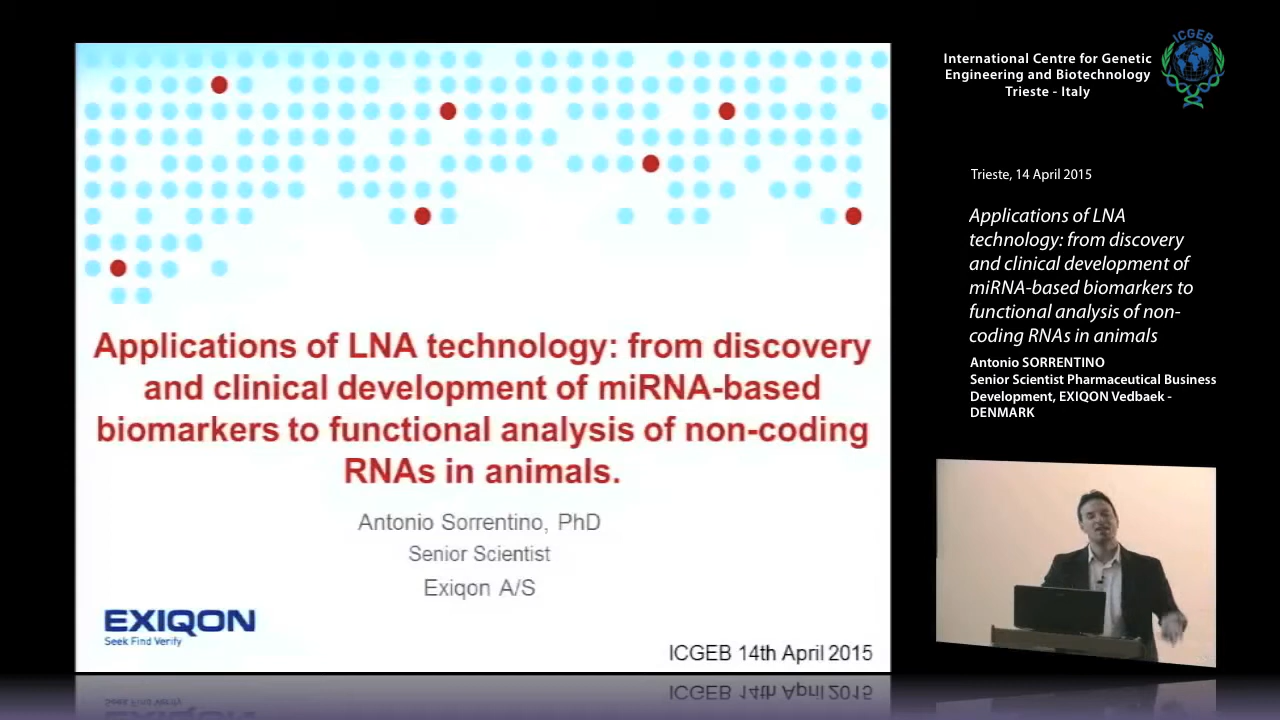 Applications of LNA technology: from discovery
and clinical development of miRNA-based
biomarkers to functional analysis of non-coding
RNAs in animals.
Antonio Sorrentino, PhD
Senior Scientist
Exiqon A/S
EXIQON
Seek Find Verify
ICGEB 14th April 2015
International Centre for Genetic
Engineering and Biotechnology
Trieste - Italy
ICGEB
Trieste, 14 April 2015
Applications of LNA
technology: from discovery
and clinical development of
miRNA-based biomarkers to
functional analysis of non-
coding RNAs in animals
Antonio SORRENTINO
Senior Scientist Pharmaceutical Business
Development, EXIQON Vedbaek -
DENMARK